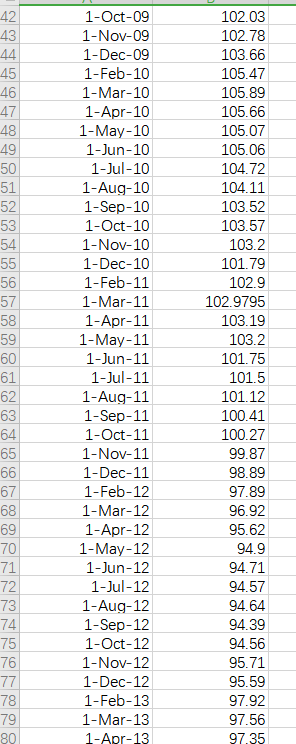 42 1-Oct-09 102.03
43 1-Nov-09 102.78
44 1-Dec-09 103.66
45 1-Feb-10 105.47
46 1-Mar-10 105.89
47 1-Apr-10 105.66
48 1-May-10 105.07
49 1-Jun-10 105.06
50 1-Jul-10 104.72
51 1-Aug-10 104.11
52 1-Sep-10 103.52
53 1-Oct-10 103.57
54 1-Nov-10 103.2
55 1-Dec-10 101.79
56 1-Feb-11 102.9
57 1-Mar-11 102.9795
58 1-Apr-11 103.19
59 1-May-11 103.2
60 1-Jun-11 101.75
61 1-Jul-11 101.5
62 1-Aug-11 101.12
63 1-Sep-11 100.41
64 1-Oct-11 100.27
65 1-Nov-11 99.87
66 1-Dec-11 98.89
67 1-Feb-12 97.89
68 1-Mar-12 96.92
69 1-Apr-12 95.62
70 1-May-12 94.9
71 1-Jun-12 94.71
72 1-Jul-12 94.57
73 1-Aug-12 94.64
74 1-Sep-12 94.39
75 1-Oct-12 94.56
76 1-Nov-12 95.71
77 1-Dec-12 95.59
78 1-Feb-13 97.92
79 1-Mar-13 97.56
80 1-Apr-13 97.35